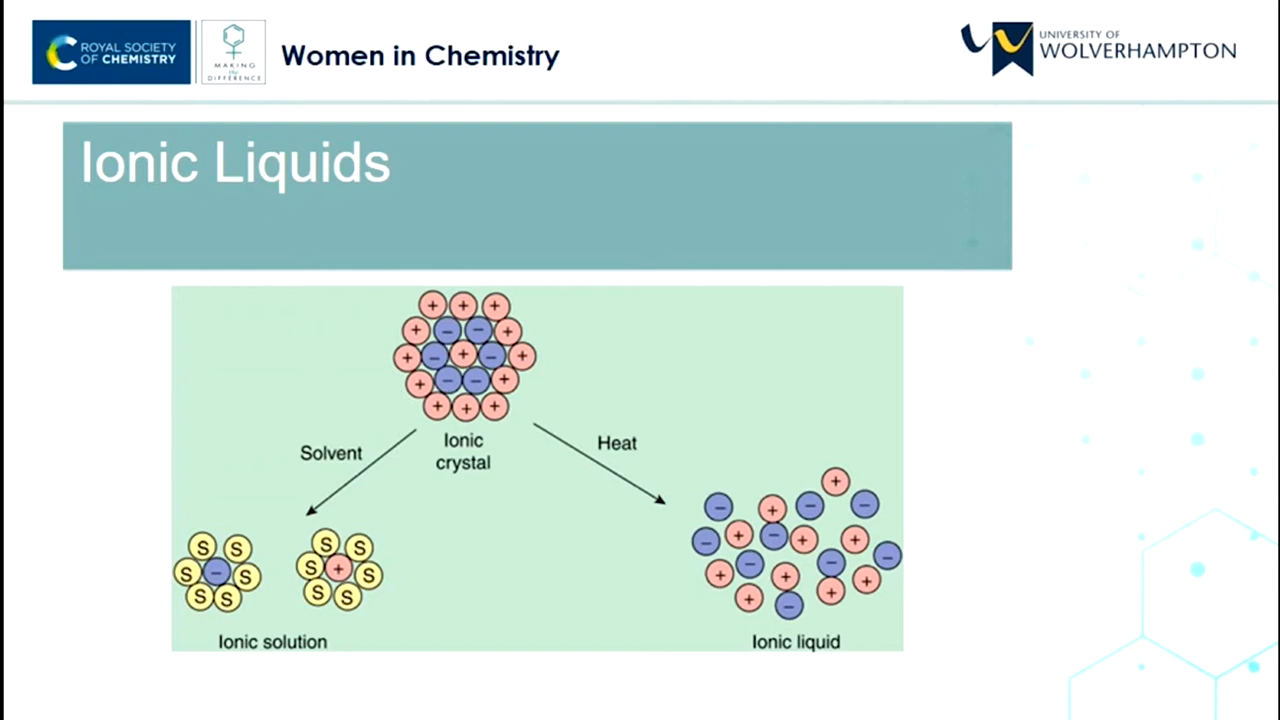 ROYAL SOCIETY
OF CHEMISTRY
MAKING
THE
DIFFERENCE
Women in Chemistry
UNIVERSITY OF
WOLVERHAMPTON
Ionic Liquids
+ + +
+ − − +
+ − + − +
+ − − +
+ + +
Ionic
crystal
Solvent
Heat
S S
S − S
S S
S S
S + S
S S
+
− + − −
− + − + +
−
+ − + − +
+ − +
Ionic solution
Ionic liquid